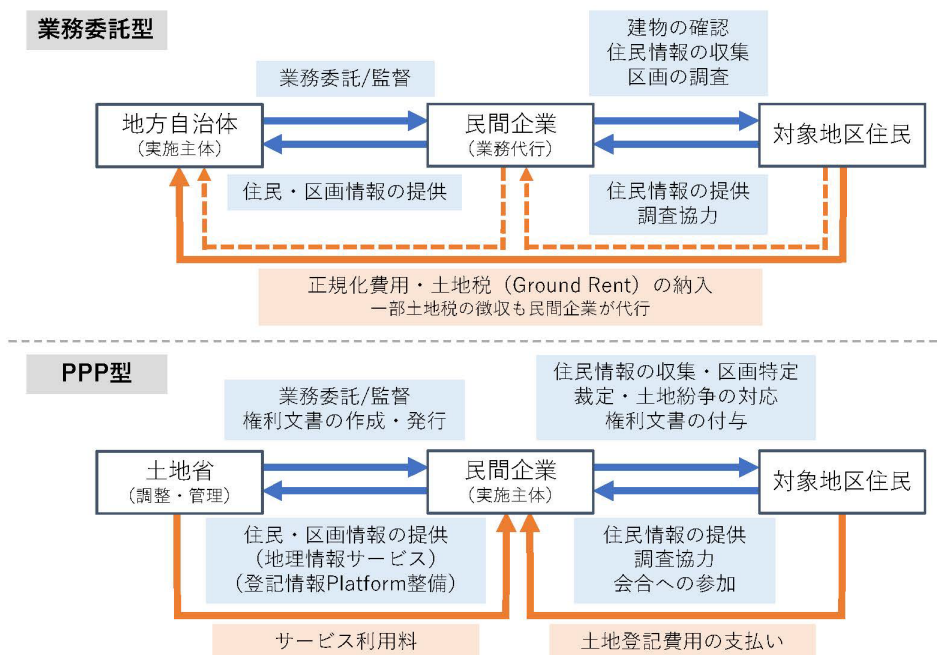 業務委託型
建物の確認
住民情報の収集
区画の調査
業務委託/監督
地方自治体
（実施主体）
民間企業
（業務代行）
対象地区住民
住民・区画情報の提供
住民情報の提供
調査協力
正規化費用・土地税（Ground Rent）の納入
一部土地税の徴収も民間企業が代行
PPP型
住民情報の収集・区画特定
裁定・土地紛争の対応
権利文書の付与
業務委託/監督
権利文書の作成・発行
土地省
（調整・管理）
民間企業
（実施主体）
対象地区住民
住民・区画情報の提供
（地理情報サービス）
（登記情報Platform整備）
住民情報の提供
調査協力
会合への参加
サービス利用料
土地登記費用の支払い